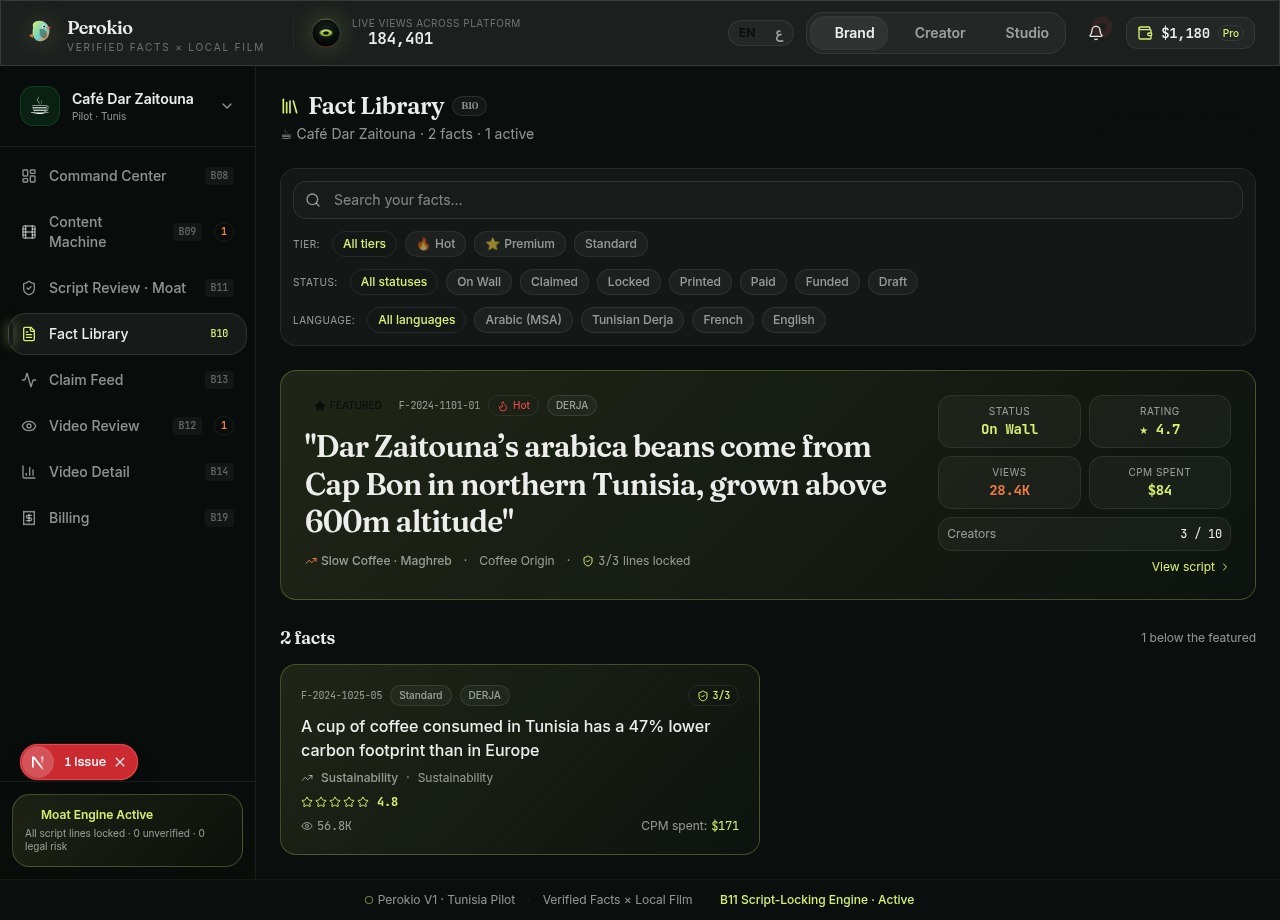 Perokio
VERIFIED FACTS × LOCAL FILM
LIVE VIEWS ACROSS PLATFORM
184,401
EN
ع
Brand
Creator
Studio
$1,180
Pro
Café Dar Zaitouna
Pilot · Tunis
Command Center
B08
Content Machine
B09
1
Script Review · Moat
B11
Fact Library
B10
Claim Feed
B13
Video Review
B12
1
Video Detail
B14
Billing
B19
1 Issue
Moat Engine Active
All script lines locked · 0 unverified · 0
legal risk
Fact Library
B10
Café Dar Zaitouna · 2 facts · 1 active
Search your facts...
TIER:
All tiers
Hot
Premium
Standard
STATUS:
All statuses
On Wall
Claimed
Locked
Printed
Paid
Funded
Draft
LANGUAGE:
All languages
Arabic (MSA)
Tunisian Derja
French
English
FEATURED
F-2024-1101-01
Hot
DERJA
"Dar Zaitouna’s arabica beans come from
Cap Bon in northern Tunisia, grown above
600m altitude"
Slow Coffee · Maghreb · Coffee Origin · 3/3 lines locked
STATUS
On Wall
RATING
★ 4.7
VIEWS
28.4K
CPM SPENT
$84
Creators
3 / 10
View script
2 facts
1 below the featured
F-2024-1025-05
Standard
DERJA
3/3
A cup of coffee consumed in Tunisia has a 47% lower
carbon footprint than in Europe
Sustainability · Sustainability
4.8
56.8K
CPM spent: $171
Perokio V1 · Tunisia Pilot · Verified Facts × Local Film · B11 Script-Locking Engine · Active